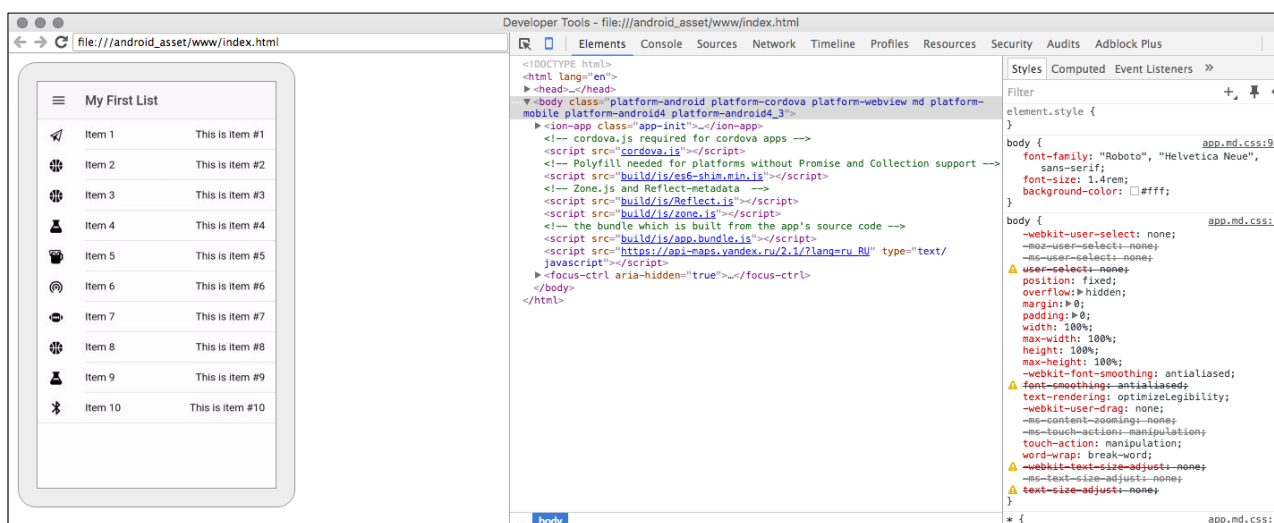 Developer Tools - file:///android_asset/www/index.html
file:///android_asset/www/index.html
My First List
Item 1 This is item #1
Item 2 This is item #2
Item 3 This is item #3
Item 4 This is item #4
Item 5 This is item #5
Item 6 This is item #6
Item 7 This is item #7
Item 8 This is item #8
Item 9 This is item #9
Item 10 This is item #10
Elements Console Sources Network Timeline Profiles Resources Security Audits Adblock Plus
<!DOCTYPE html>
<html lang="en">
▶<head>…</head>
…▼<body class="platform-android platform-cordova platform-webview md platform-
mobile platform-android4 platform-android4_3">
▶<ion-app class="app-init">…</ion-app>
<!-- cordova.js required for cordova apps -->
<script src="cordova.js"></script>
<!-- Polyfill needed for platforms without Promise and Collection support -->
<script src="build/js/es6-shim.min.js"></script>
<!-- Zone.js and Reflect-metadata  -->
<script src="build/js/Reflect.js"></script>
<script src="build/js/zone.js"></script>
<!-- the bundle which is built from the app's source code -->
<script src="build/js/app.bundle.js"></script>
<script src="https://api-maps.yandex.ru/2.1/?lang=ru_RU" type="text/
javascript"></script>
▶<focus-ctrl aria-hidden="true">…</focus-ctrl>
</body>
</html>
body
Styles Computed Event Listeners »
Filter
element.style {
}
body { app.md.css:9
font-family: "Roboto", "Helvetica Neue",
sans-serif;
font-size: 1.4rem;
background-color: #fff;
}
body { app.md.css:
-webkit-user-select: none;
-moz-user-select: none;
-ms-user-select: none;
user-select: none;
position: fixed;
overflow:▶hidden;
margin:▶0;
padding:▶0;
width: 100%;
max-width: 100%;
height: 100%;
max-height: 100%;
-webkit-font-smoothing: antialiased;
font-smoothing: antialiased;
text-rendering: optimizeLegibility;
-webkit-user-drag: none;
-ms-content-zooming: none;
-ms-touch-action: manipulation;
touch-action: manipulation;
word-wrap: break-word;
-webkit-text-size-adjust: none;
-ms-text-size-adjust: none;
text-size-adjust: none;
}
* { app.md.css: